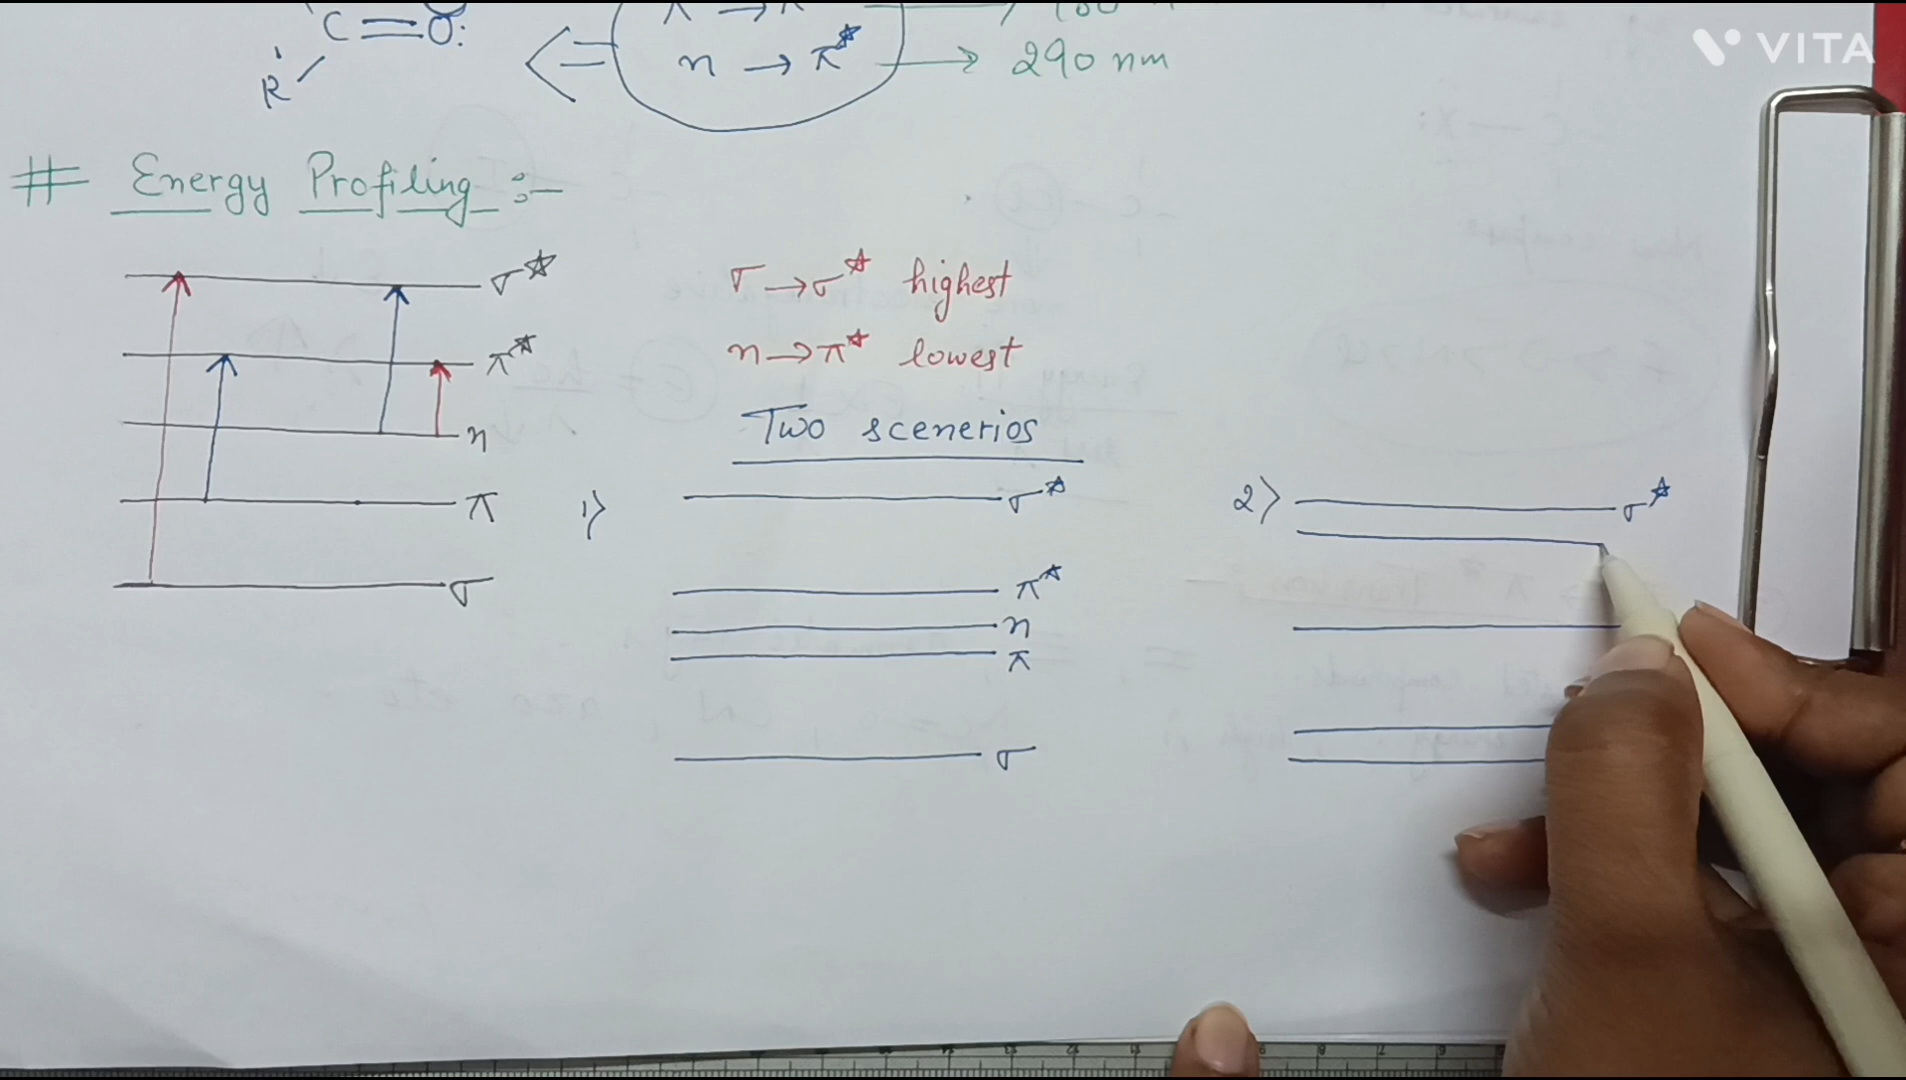 VITA
C=O:
R'
n → π* → 290 nm
# Energy Profiling :-
σ*
π*
n
π
σ
σ → σ* highest
n → π* lowest
Two scenerios
1)
σ*
π*
n
π
σ
2)
σ*